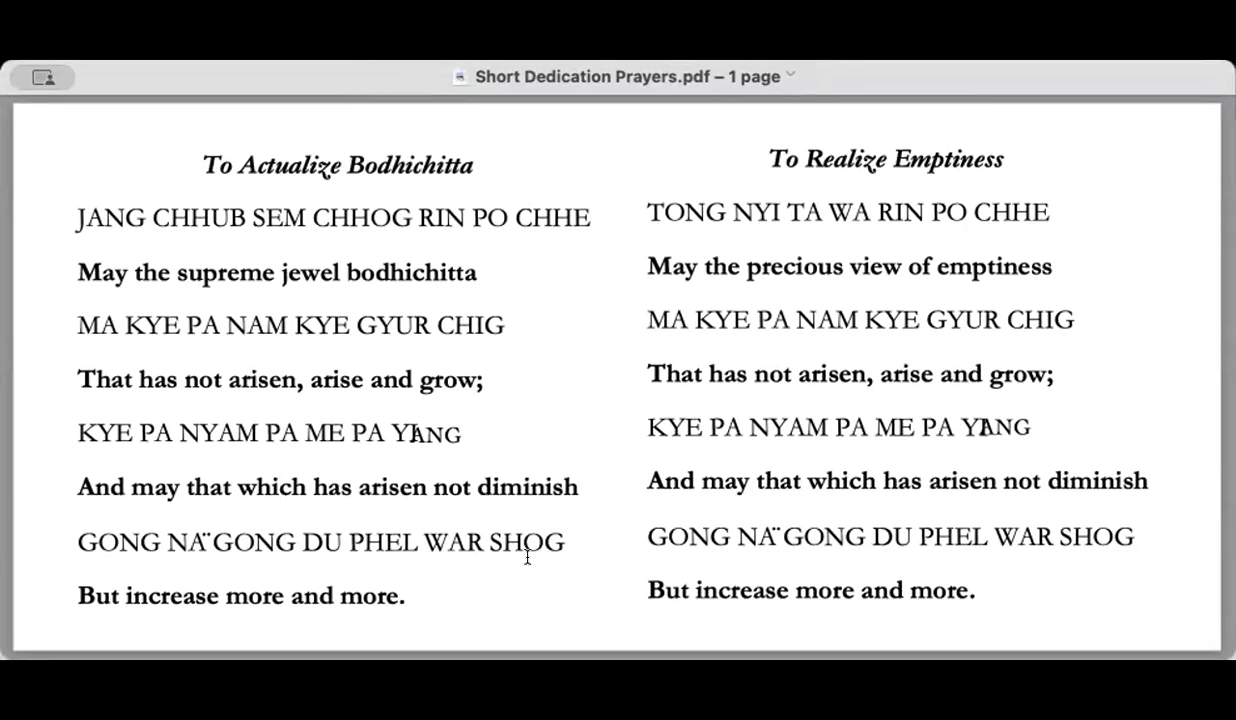 Short Dedication Prayers.pdf – 1 page
To Actualize Bodhichitta
JANG CHHUB SEM CHHOG RIN PO CHHE
May the supreme jewel bodhichitta
MA KYE PA NAM KYE GYUR CHIG
That has not arisen, arise and grow;
KYE PA NYAM PA ME PA YANG
And may that which has arisen not diminish
GONG NA¨ GONG DU PHEL WAR SHOG
But increase more and more.
To Realize Emptiness
TONG NYI TA WA RIN PO CHHE
May the precious view of emptiness
MA KYE PA NAM KYE GYUR CHIG
That has not arisen, arise and grow;
KYE PA NYAM PA ME PA YANG
And may that which has arisen not diminish
GONG NA¨ GONG DU PHEL WAR SHOG
But increase more and more.